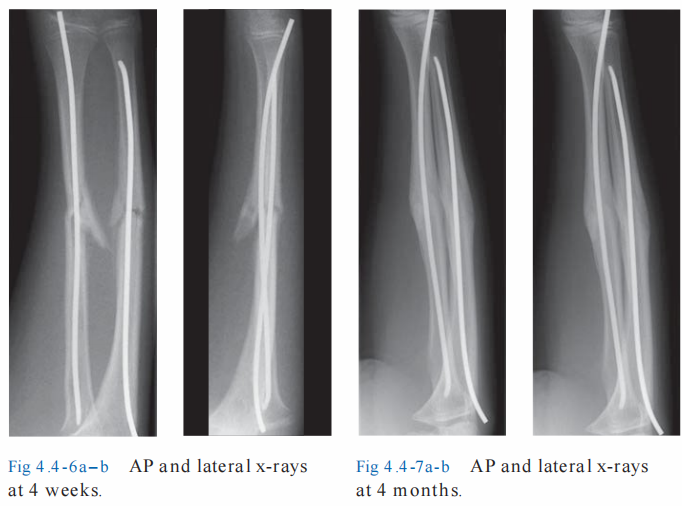 Fig 4.4-6a–b AP and lateral x-rays
at 4 weeks.
Fig 4.4-7a-b AP and lateral x-rays
at 4 months.